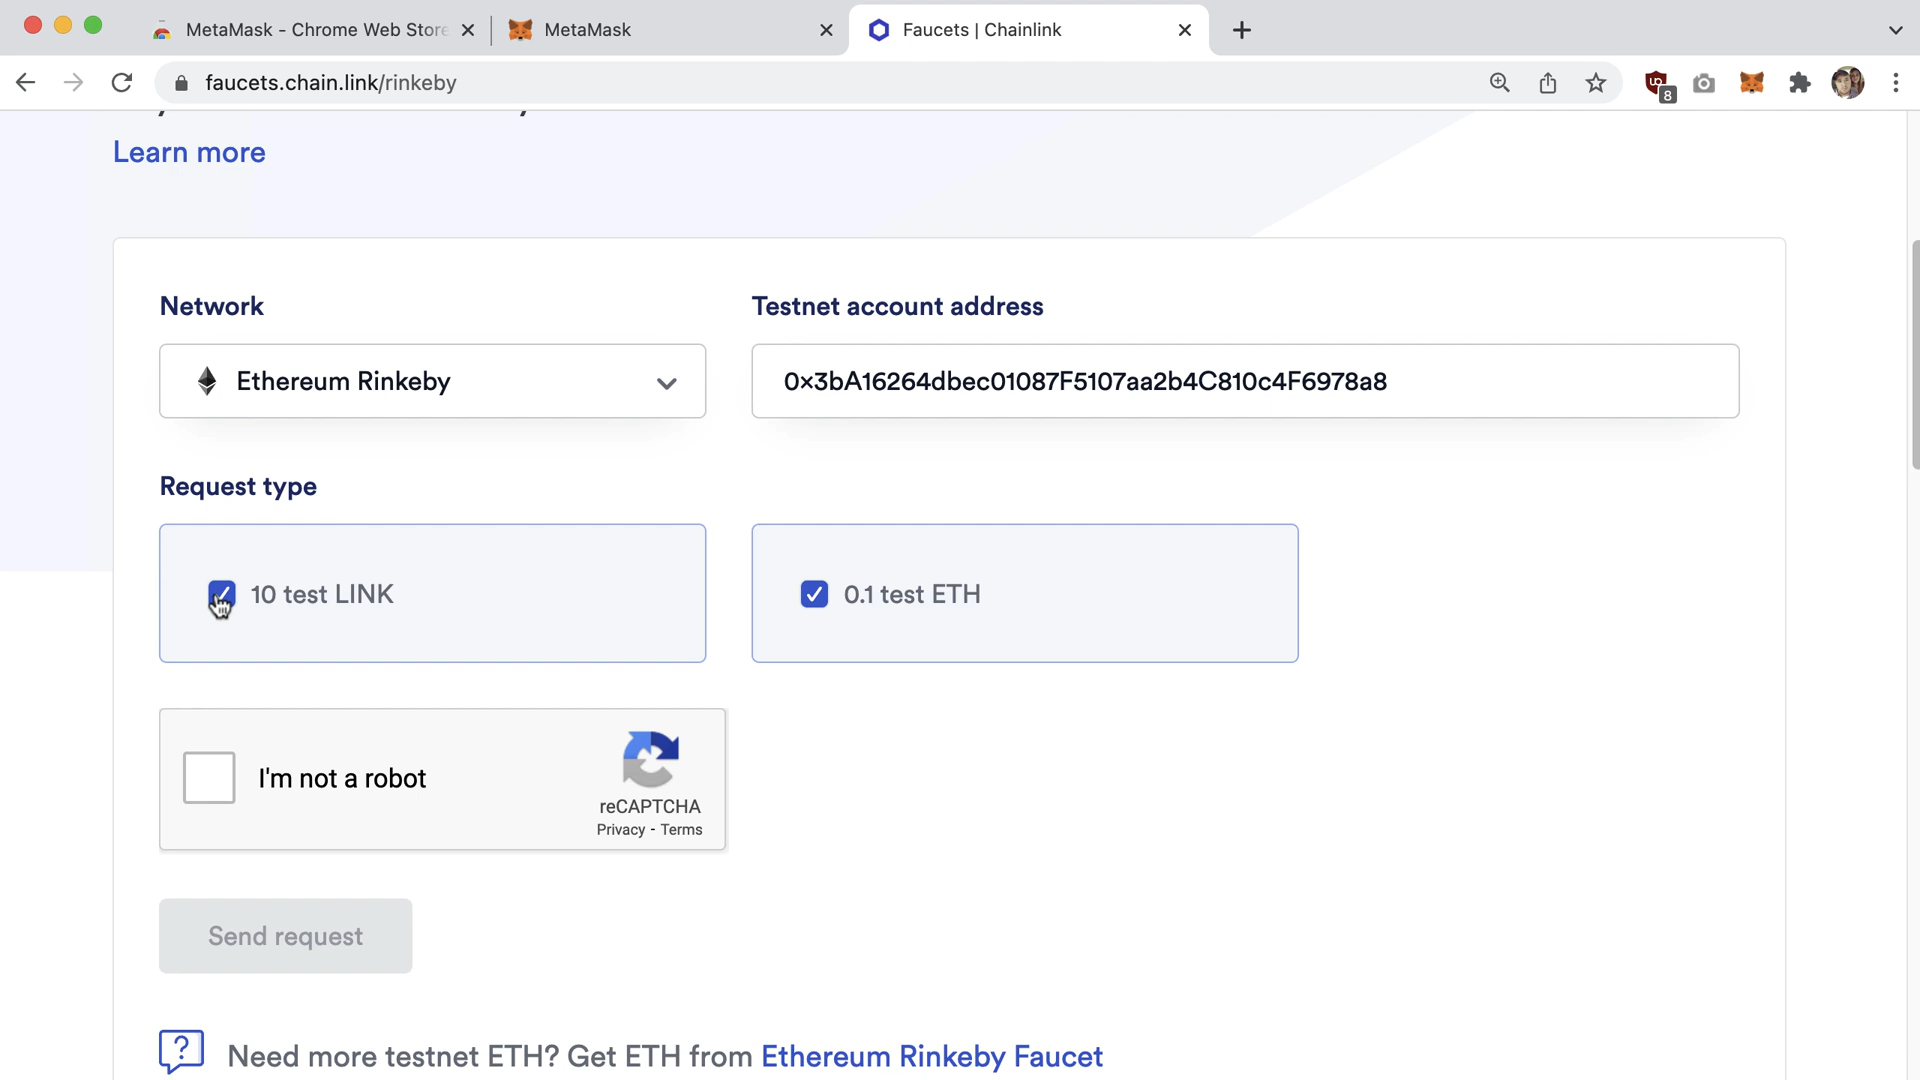 MetaMask - Chrome Web Store
MetaMask
Faucets | Chainlink
faucets.chain.link/rinkeby
8
Learn more
Network
Testnet account address
Ethereum Rinkeby
0x3bA16264dbec01087F5107aa2b4C810c4F6978a8
Request type
10 test LINK
0.1 test ETH
I'm not a robot
reCAPTCHA
Privacy - Terms
Send request
Need more testnet ETH? Get ETH from Ethereum Rinkeby Faucet